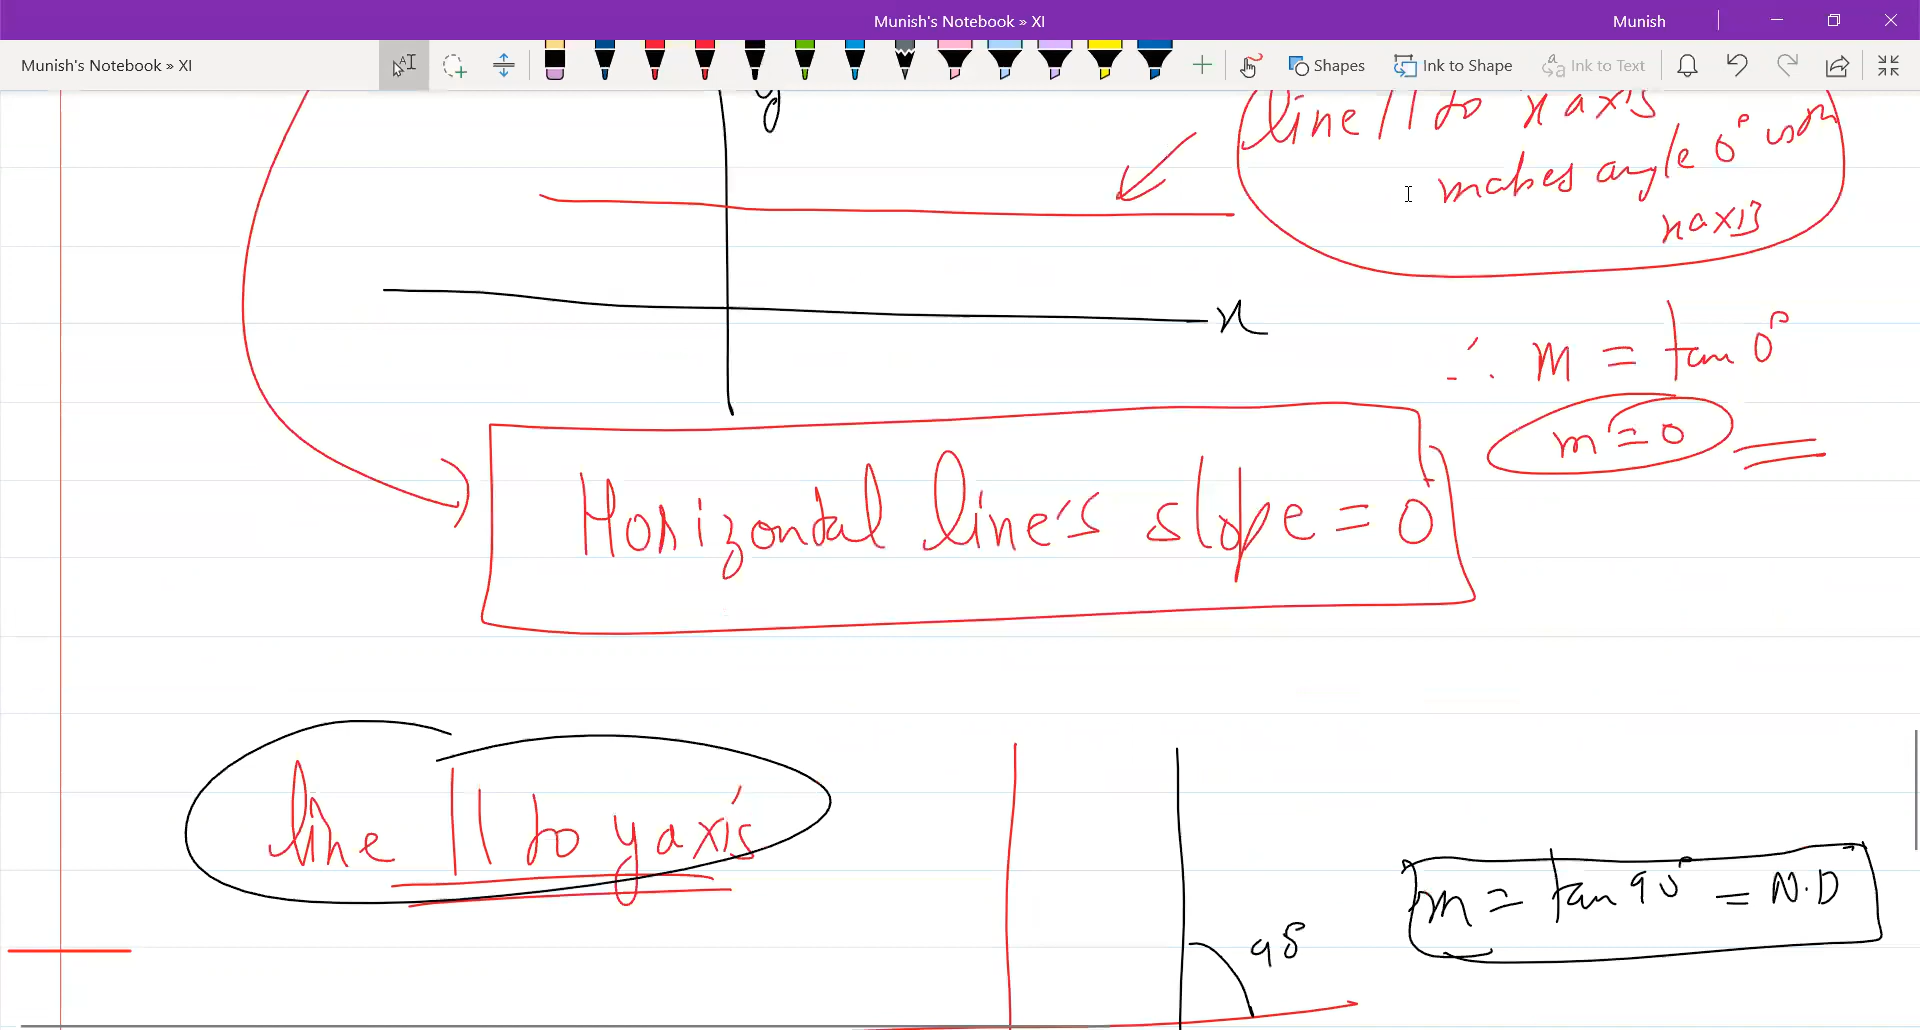 Munish's Notebook » XI
Munish
Munish's Notebook » XI
Shapes
Ink to Shape
Ink to Text
y
line || to x axis
makes angle 0° with
x axis
x
∴ m = tan 0°
m = 0
Horizontal line's slope = 0
line || to y axis
m = tan 90° = N.D
90°